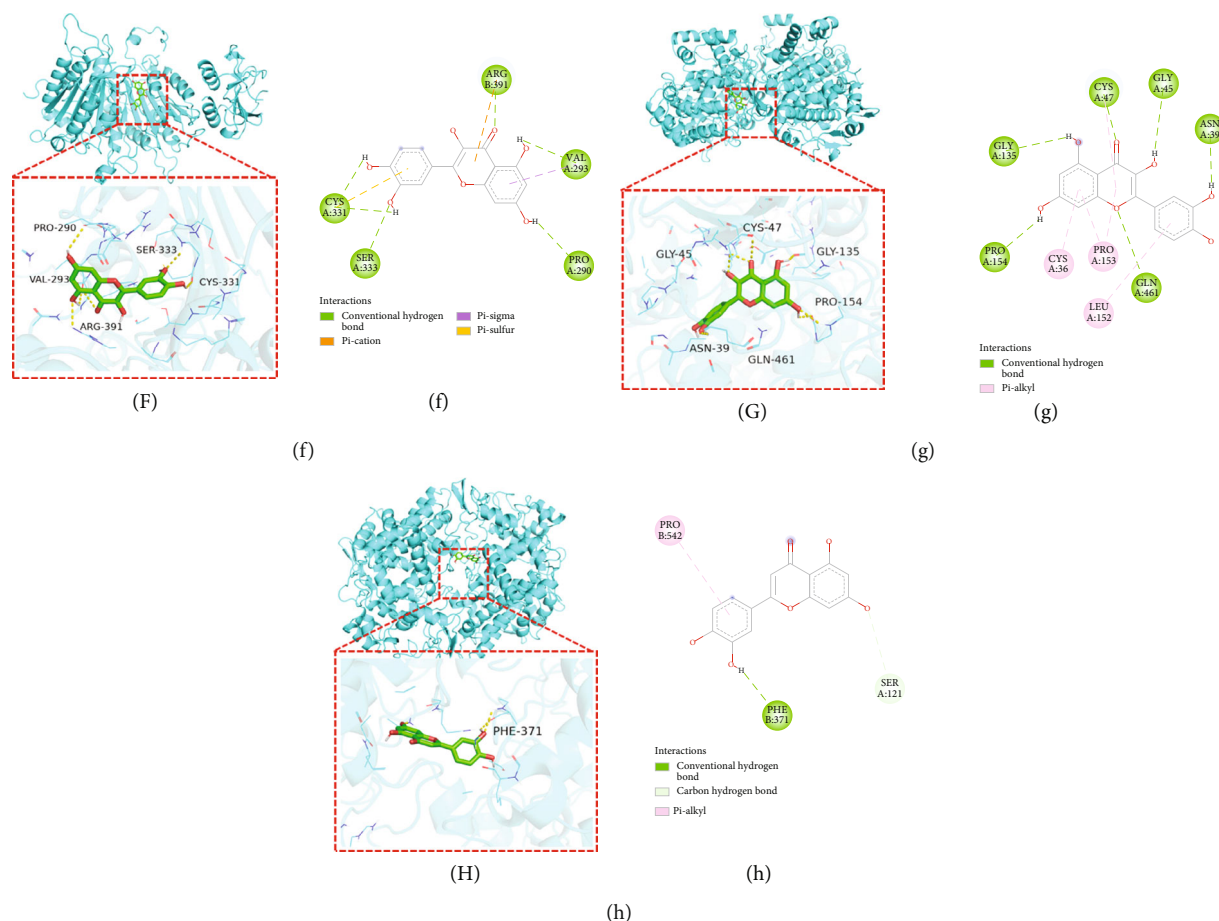 PRO-290
SER-333
VAL-293
CYS-331
ARG-391
(F)
ARG
B:391
H
H
VAL
A:293
O
O
O
O
O
O
O
H
H
CYS
A:331
SER
A:333
PRO
A:290
Interactions
Conventional hydrogen
bond
Pi-cation
Pi-sigma
Pi-sulfur
(f)
(f)
CYS-47
GLY-45
GLY-135
PRO-154
ASN-39
GLN-461
(G)
CYS
A:47
GLY
A:45
ASN
A:39
GLY
A:135
H
H
H
H
O
O
O
O
O
O
PRO
A:154
CYS
A:36
PRO
A:153
GLN
A:461
LEU
A:152
Interactions
Conventional hydrogen
bond
Pi-alkyl
(g)
(g)
PHE-371
(H)
PRO
B:542
O
O
O
O
O
O
H
PHE
B:371
SER
A:121
Interactions
Conventional hydrogen
bond
Carbon hydrogen bond
Pi-alkyl
(h)
(h)